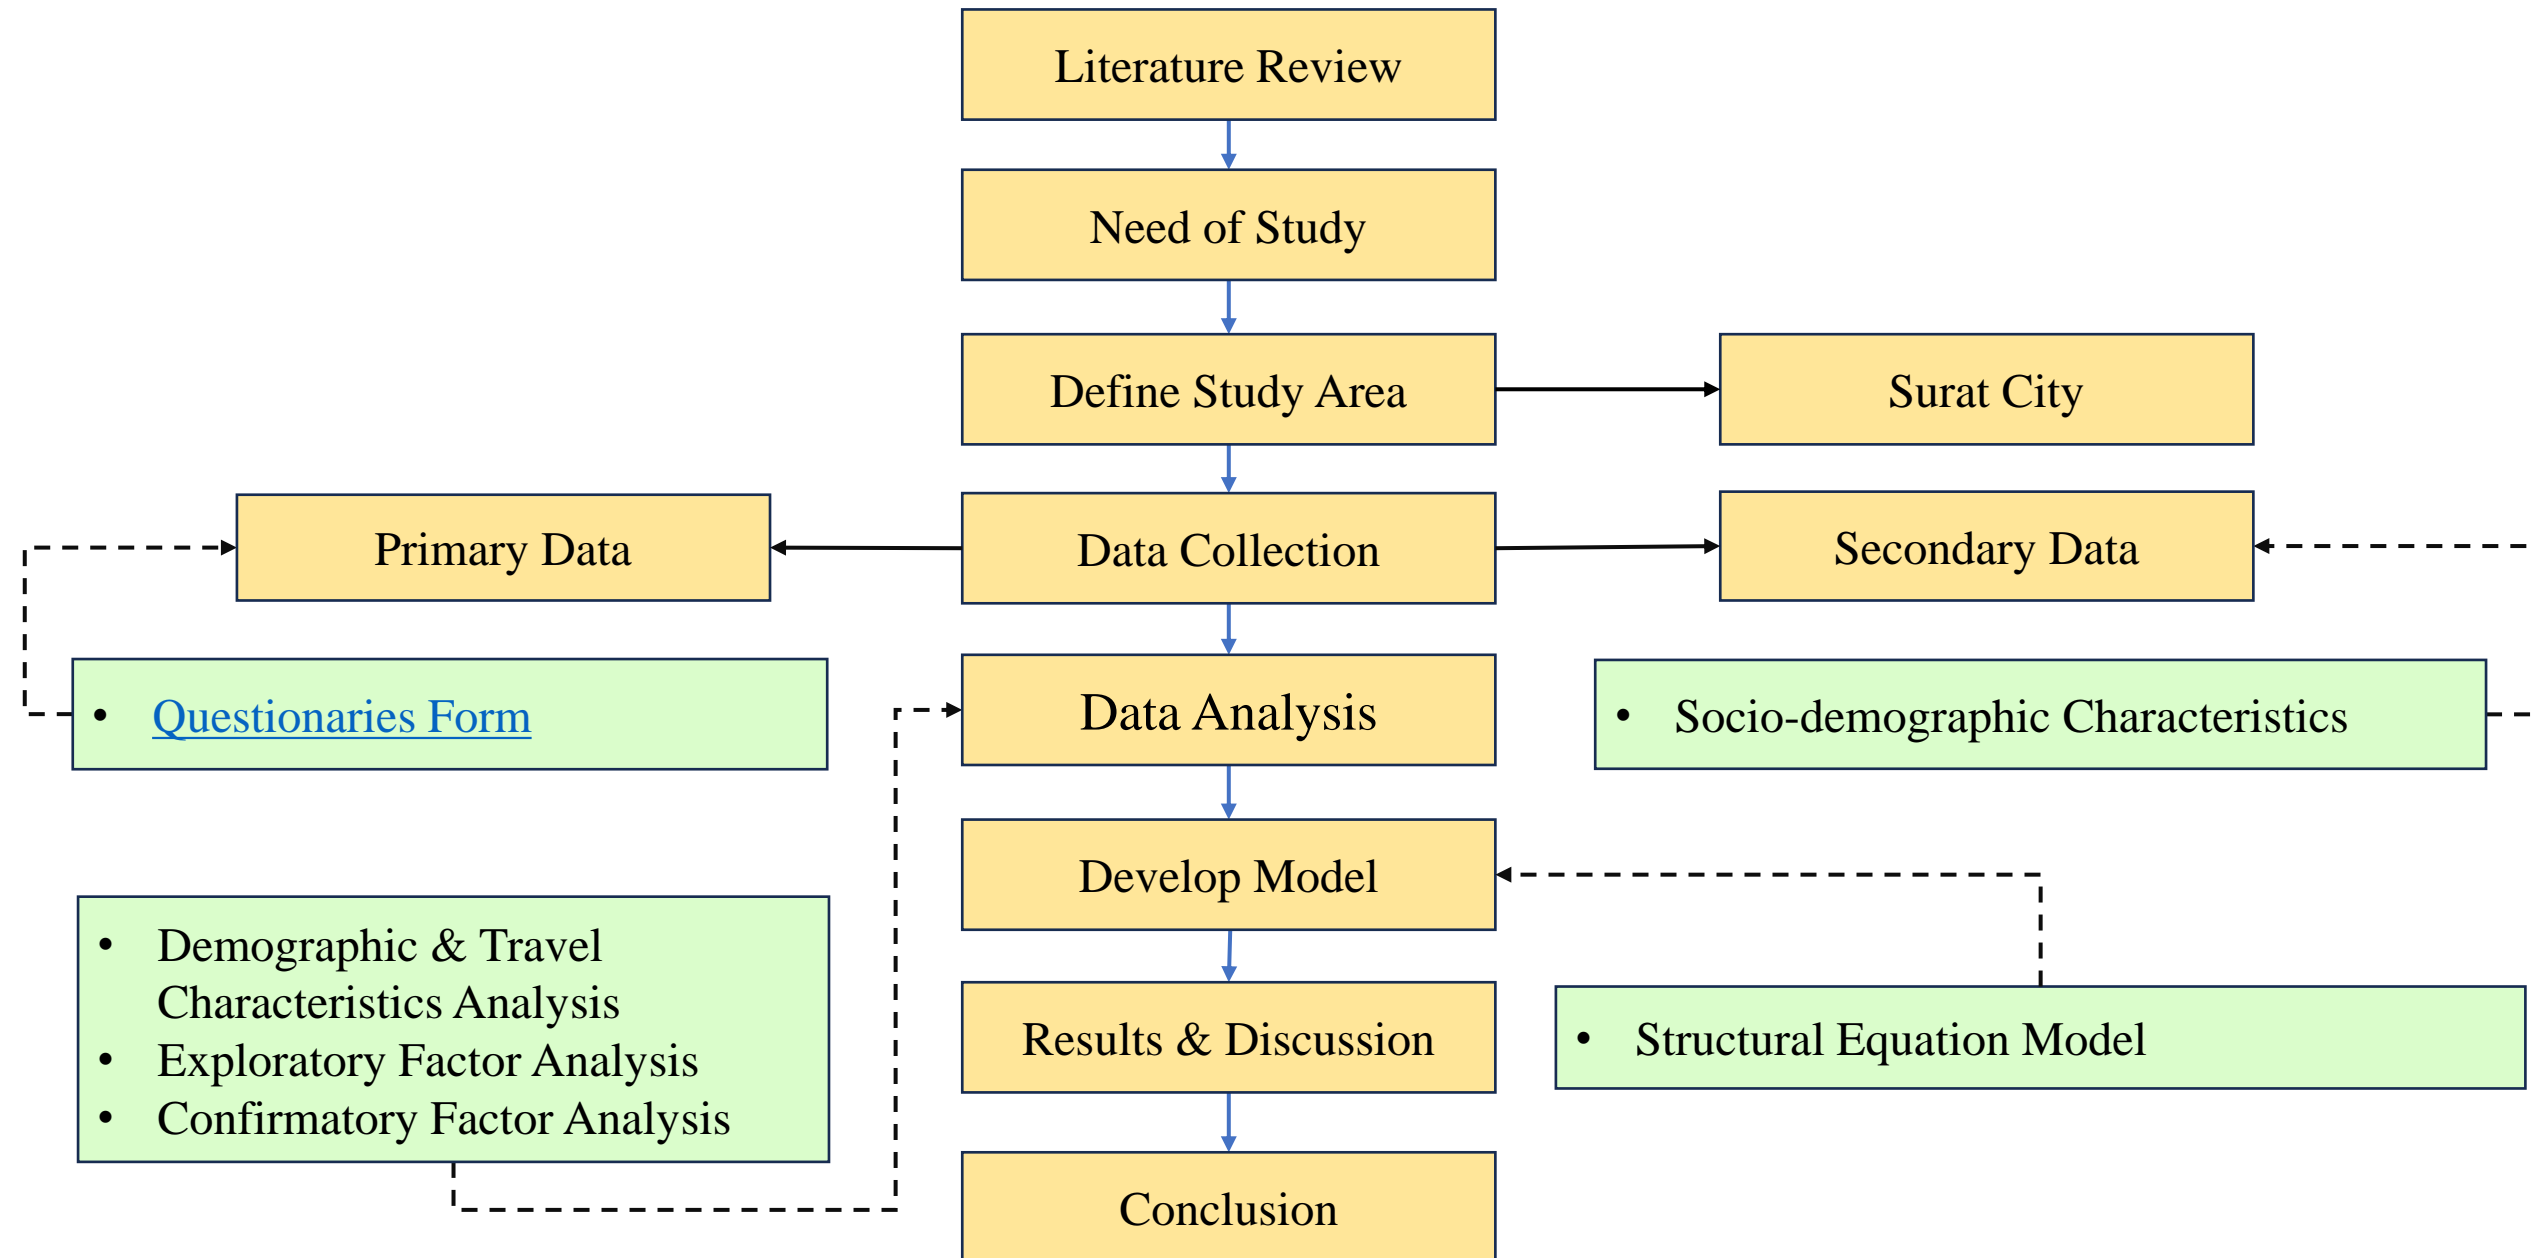 Literature Review
Need of Study
Define Study Area
Surat City
Primary Data
Data Collection
Secondary Data
• Questionaries Form
Data Analysis
• Socio-demographic Characteristics
Develop Model
• Demographic & Travel
Characteristics Analysis
• Exploratory Factor Analysis
• Confirmatory Factor Analysis
Results & Discussion
• Structural Equation Model
Conclusion